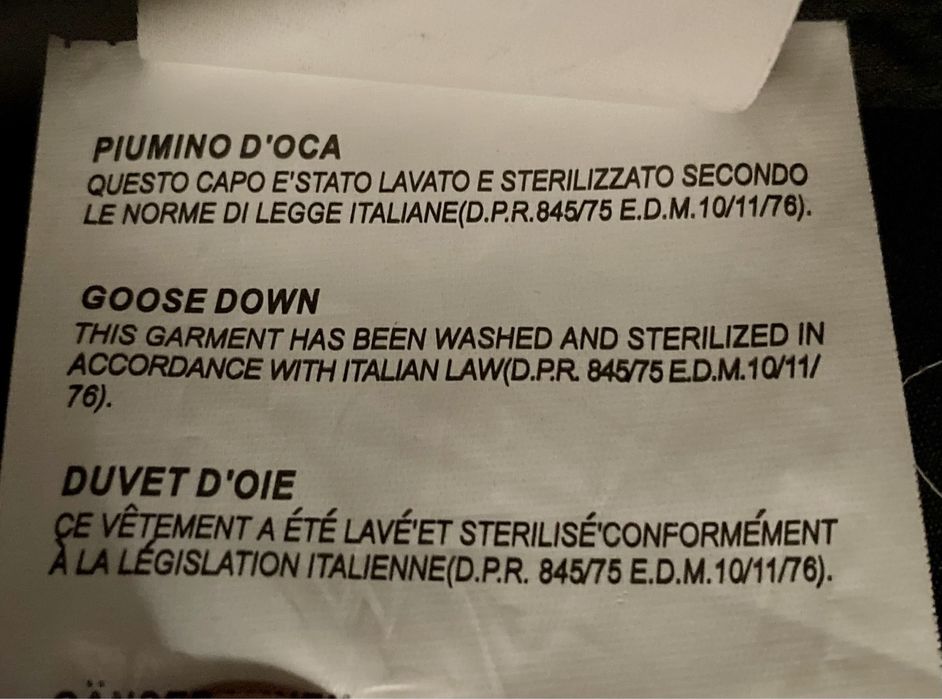 PIUMINO D'OCA
QUESTO CAPO E'STATO LAVATO E STERILIZZATO SECONDO
LE NORME DI LEGGE ITALIANE(D.P.R.845/75 E.D.M.10/11/76).
GOOSE DOWN
THIS GARMENT HAS BEEN WASHED AND STERILIZED IN
ACCORDANCE WITH ITALIAN LAW(D.P.R. 845/75 E.D.M.10/11/
76).
DUVET D'OIE
ÇE VÊTEMENT A ÉTÉ LAVÉ'ET STERILISÉ'CONFORMÉMENT
À LA LÉGISLATION ITALIENNE(D.P.R. 845/75 E.D.M.10/11/76).